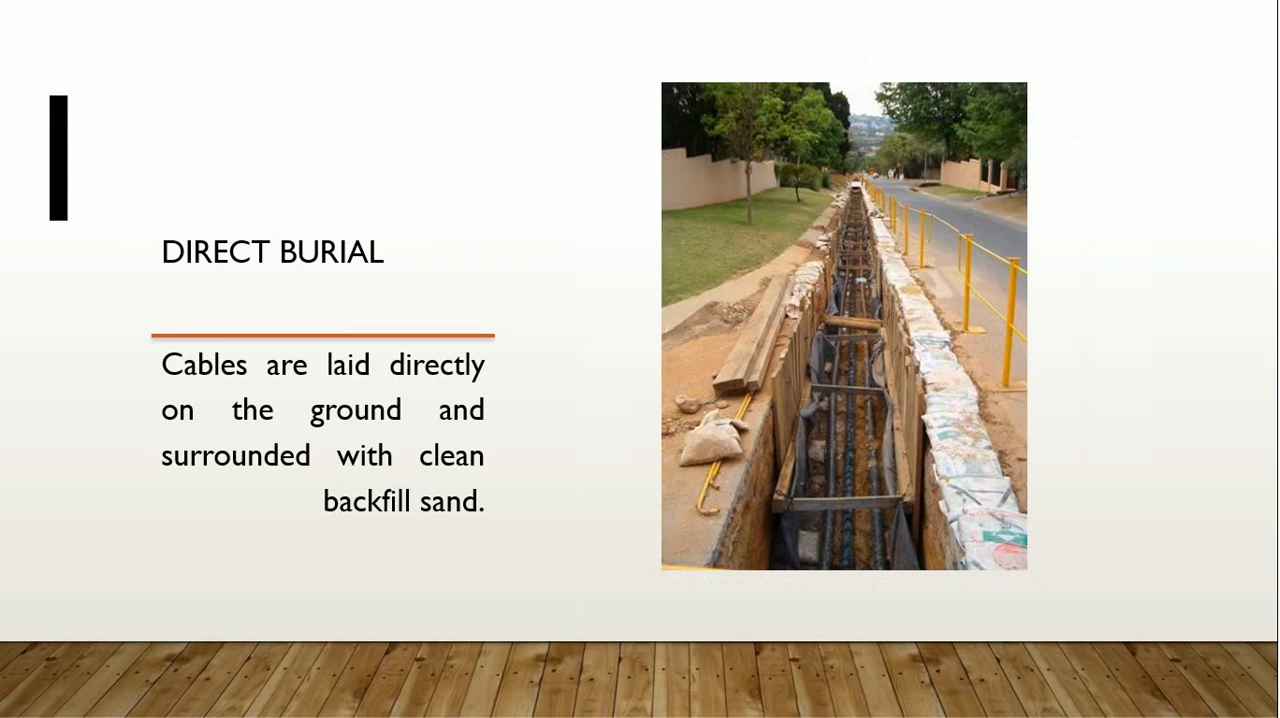 DIRECT BURIAL
Cables are laid directly
on the ground and
surrounded with clean
backfill sand.